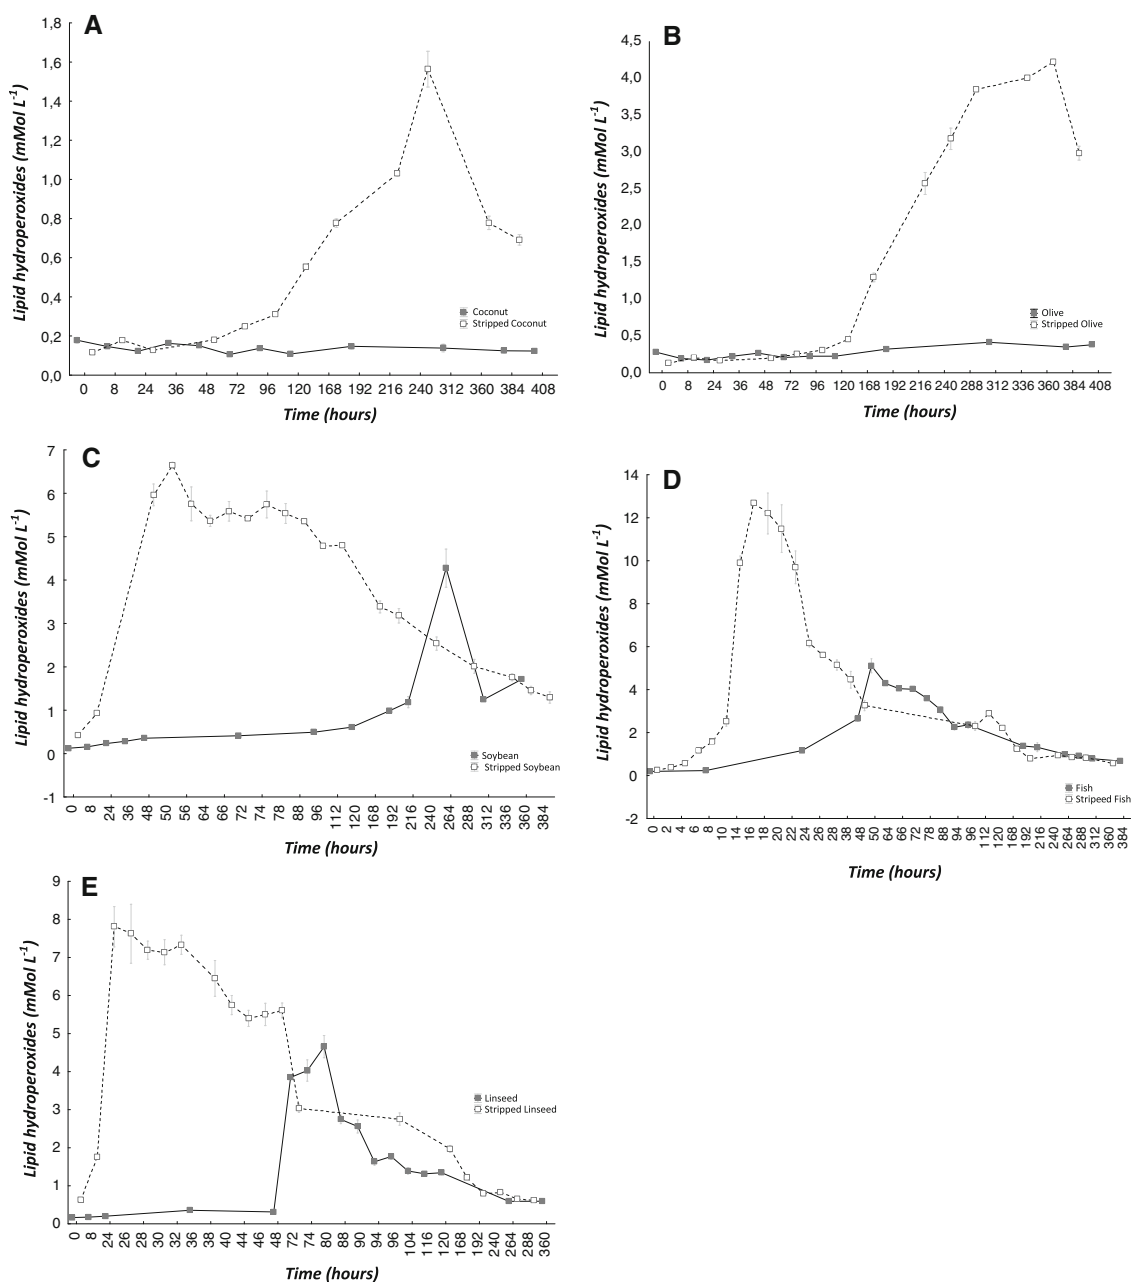 A
Lipid hydroperoxides (mMol L-1)
1,8
1,6
1,4
1,2
1,0
0,8
0,6
0,4
0,2
0,0
Coconut
Stripped Coconut
0 8 24 36 48 72 96 120 168 192 216 240 312 360 384 408
Time (hours)
B
Lipid hydroperoxides (mMol L-1)
4,5
4,0
3,5
3,0
2,5
2,0
1,5
1,0
0,5
0,0
Olive
Stripped Olive
0 8 24 36 48 72 96 120 168 192 216 240 288 312 336 360 384 408
Time (hours)
C
Lipid hydroperoxides (mMol L-1)
7
6
5
4
3
2
1
0
-1
Soybean
Stripped Soybean
0 8 24 36 48 64 66 72 74 76 88 96 112 168 192 240 264 288 312 360 384
Time (hours)
D
Lipid hydroperoxides (mMol L-1)
14
12
10
8
6
4
2
0
-2
Fish
Stripeed Fish
0 2 4 6 8 10 14 16 18 20 22 24 26 28 38 48 50 64 66 72 78 88 94 96 112 120 168 192 216 240 264 288 312 360 384
Time (hours)
E
Lipid hydroperoxides (mMol L-1)
9
8
7
6
5
4
3
2
1
0
Linseed
Stripped Linseed
0 8 24 26 28 30 32 36 40 44 46 48 72 74 80 88 90 94 96 104 116 120 168 192 240 264 288 360
Time (hours)